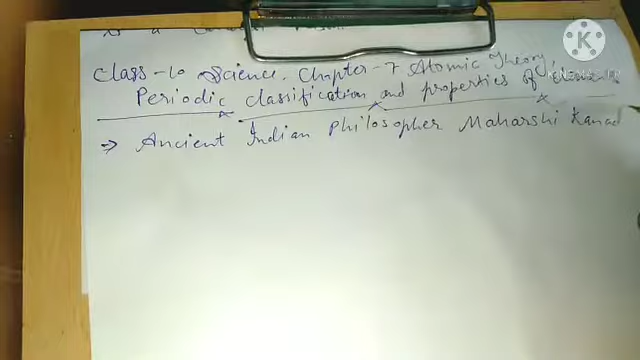 Class-10 Science. Chapter-7 Atomic Theory,
Periodic classification and properties of elements
→ Ancient Indian Philosopher Maharshi Kanad
K